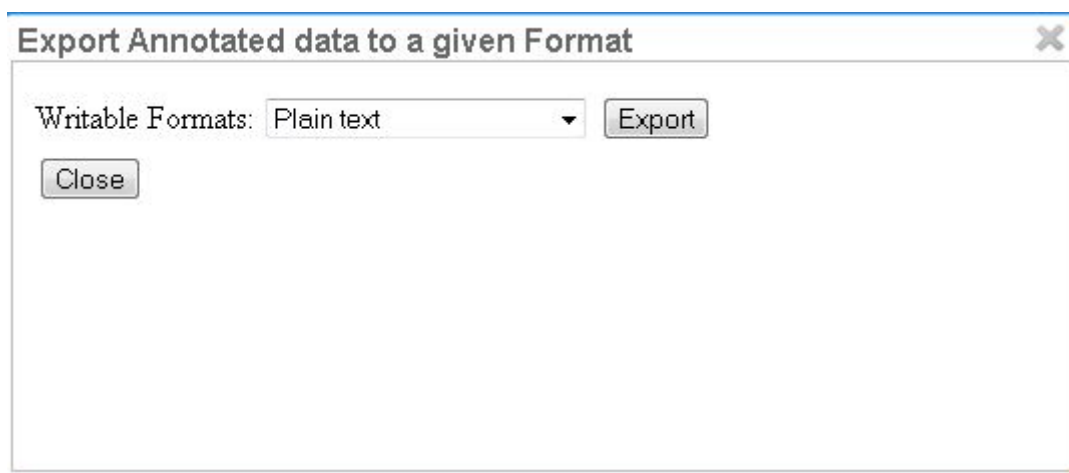 Export Annotated data to a given Format
Writable Formats: Plain text Export
Close